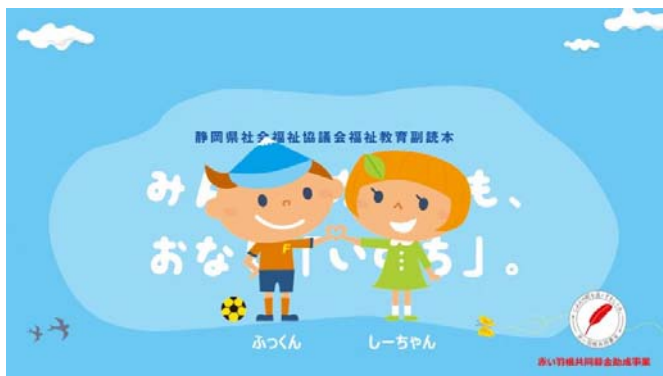 静岡県社会福祉協議会福祉教育副読本
み も、
おな 「い ち」。
F
ふっくん
しーちゃん
赤い羽根共同募金助成事業